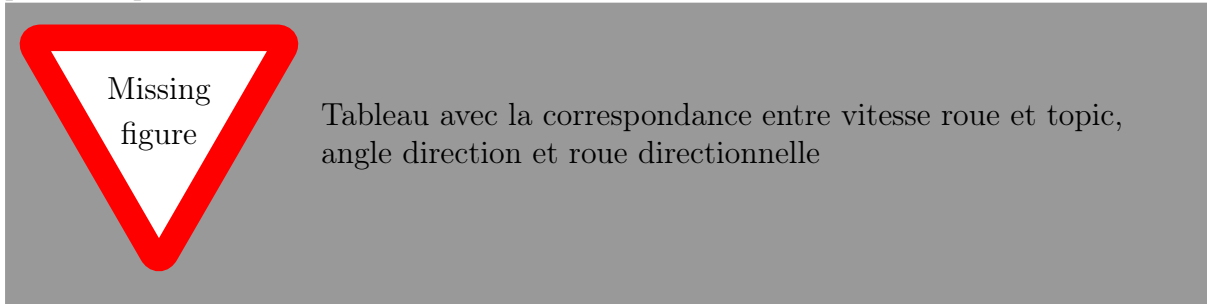 Missing
figure
Tableau avec la correspondance entre vitesse roue et topic,
angle direction et roue directionnelle